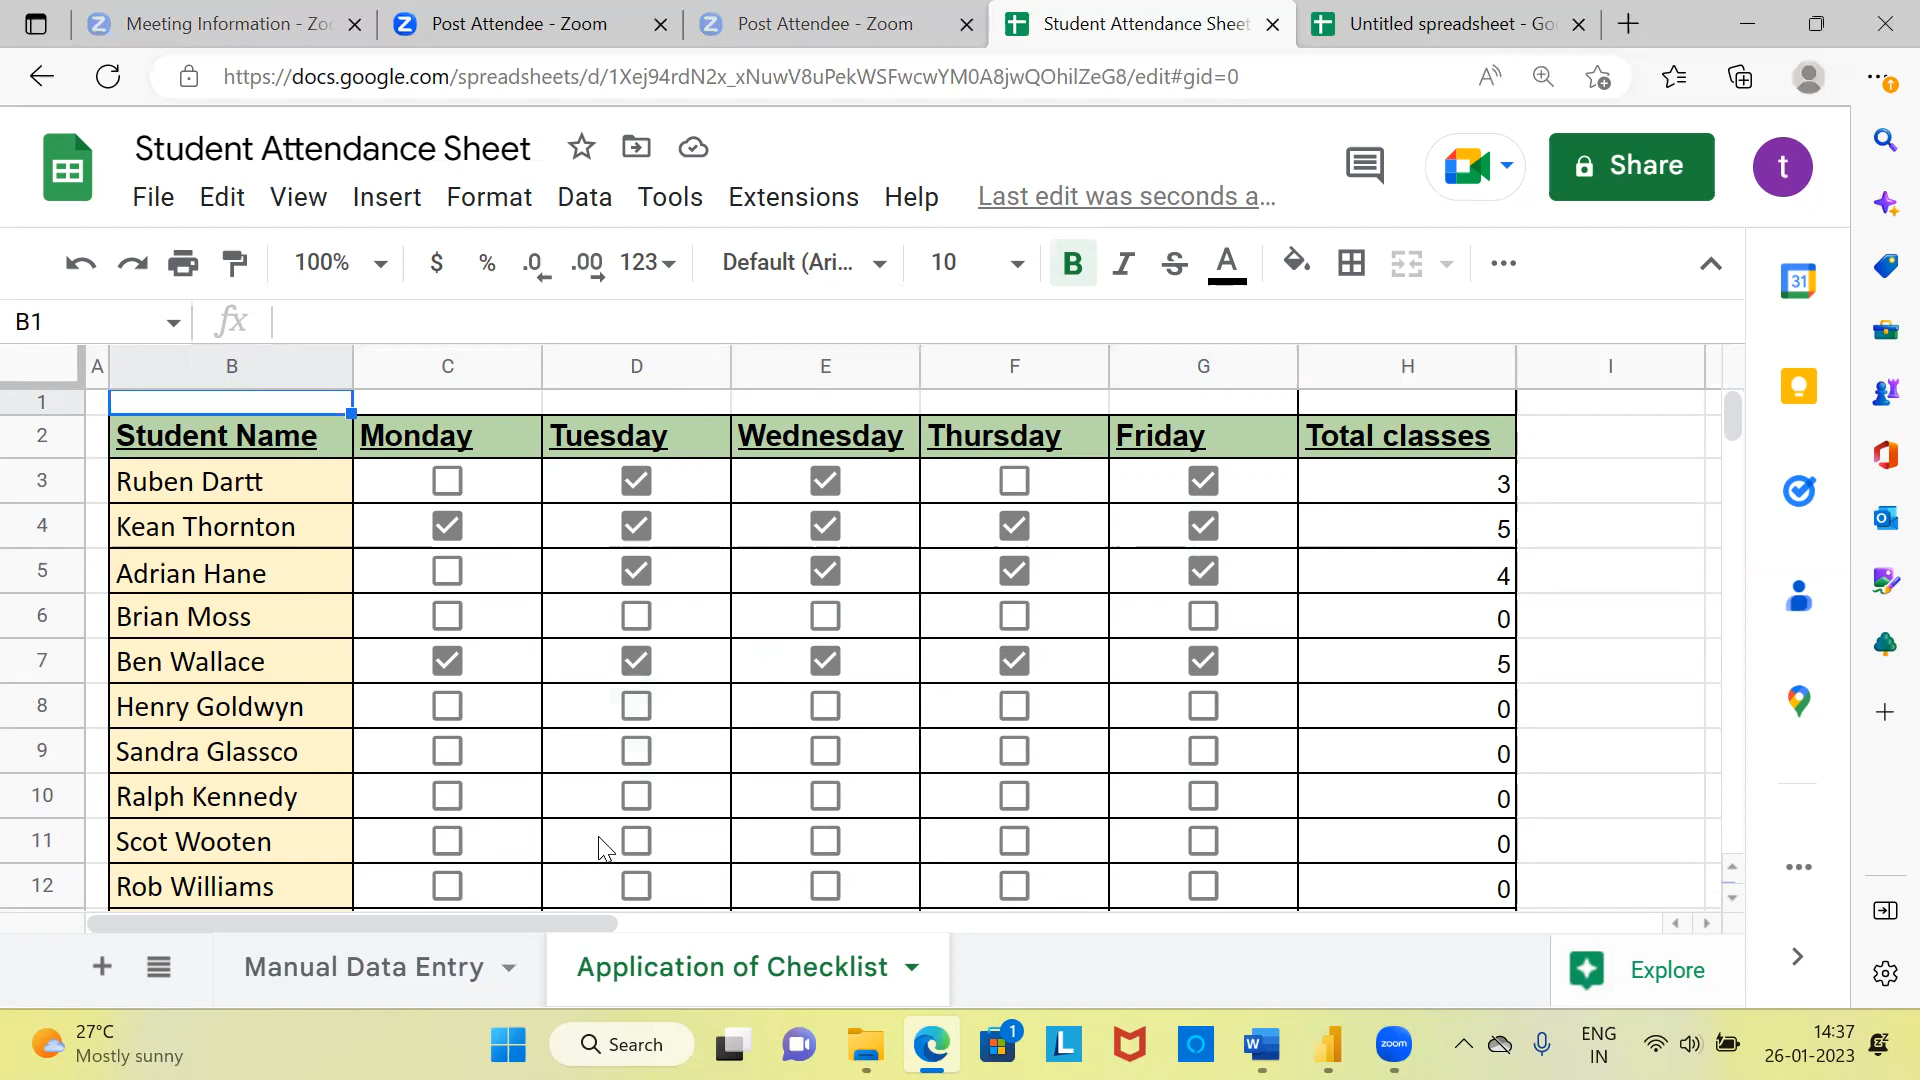 Meeting Information - Zo
Post Attendee - Zoom
Post Attendee - Zoom
Student Attendance Sheet
Untitled spreadsheet - Go
https://docs.google.com/spreadsheets/d/1Xej94rdN2x_xNuwV8uPekWSFwcwYM0A8jwQOhilZeG8/edit#gid=0
Student Attendance Sheet
Share
t
File Edit View Insert Format Data Tools Extensions Help Last edit was seconds a...
100% $ % .0 .00 123 Default (Ari... 10 B I S A
B1 fx
A B C D E F G H I
1
2 Student Name Monday Tuesday Wednesday Thursday Friday Total classes
3 Ruben Dartt 3
4 Kean Thornton 5
5 Adrian Hane 4
6 Brian Moss 0
7 Ben Wallace 5
8 Henry Goldwyn 0
9 Sandra Glassco 0
10 Ralph Kennedy 0
11 Scot Wooten 0
12 Rob Williams 0
31
Manual Data Entry Application of Checklist Explore
27°C
Mostly sunny
Search
1
L
W
zoom
ENG
IN
14:37
26-01-2023